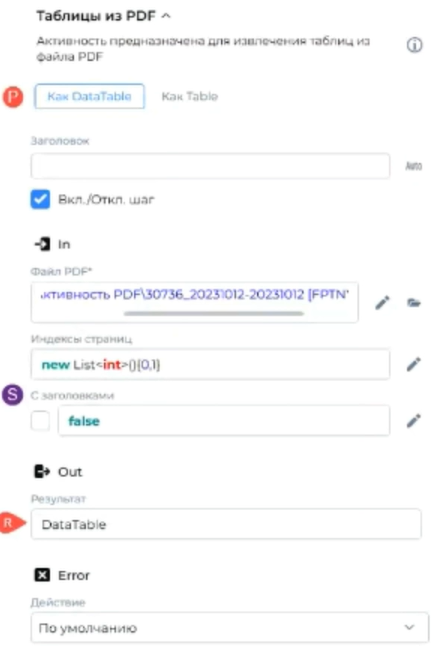 Таблицы из PDF
Активность предназначена для извлечения таблиц из
файла PDF
P
Как DataTable Как Table
Заголовок
Auto
Вкл./Откл. шаг
In
Файл PDF*
активность PDF\30736_20231012-20231012 [FPTN"
Индексы страниц
new List<int>(){0,1}
S С заголовками
false
Out
Результат
R DataTable
Error
Действие
По умолчанию